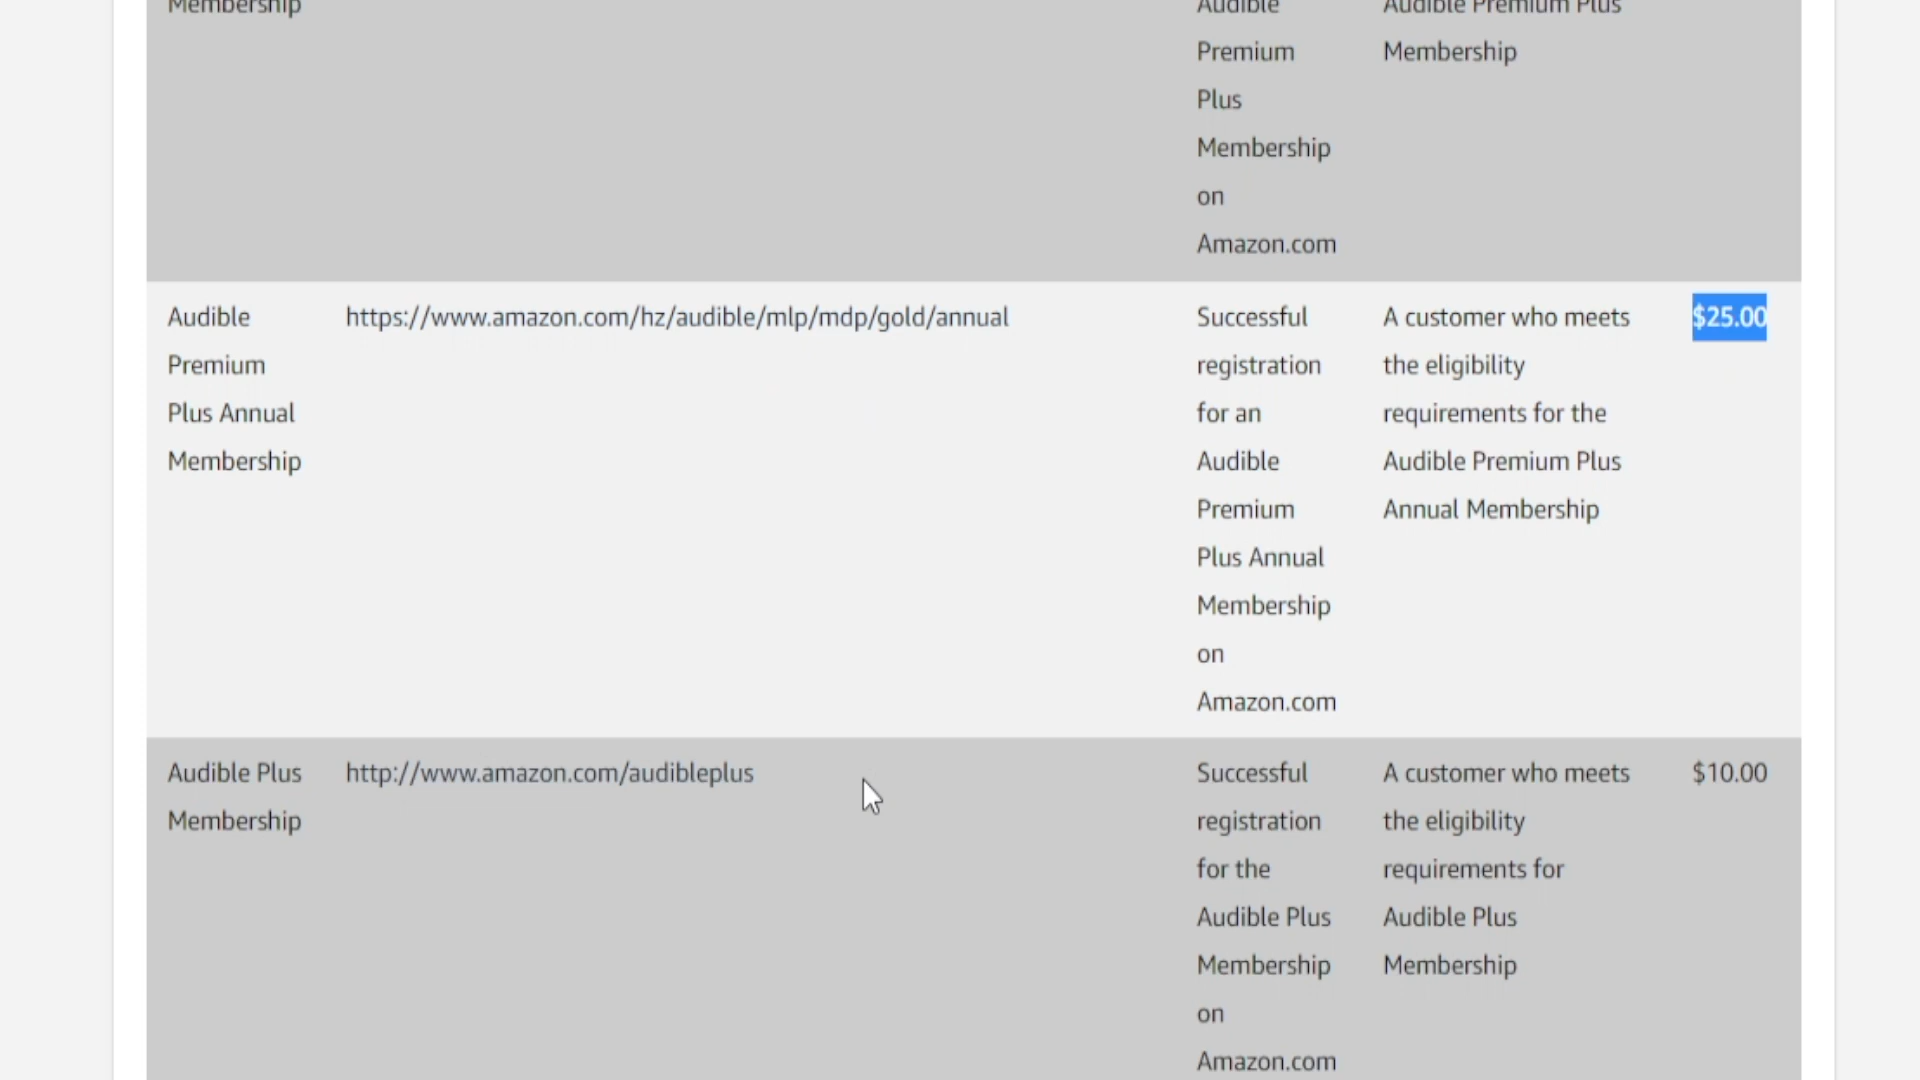 Membership
Audible
Premium
Plus
Membership
on
Amazon.com
Audible Premium Plus
Membership
Audible
Premium
Plus Annual
Membership
https://www.amazon.com/hz/audible/mlp/mdp/gold/annual
Successful
registration
for an
Audible
Premium
Plus Annual
Membership
on
Amazon.com
A customer who meets
the eligibility
requirements for the
Audible Premium Plus
Annual Membership
$25.00
Audible Plus
Membership
http://www.amazon.com/audibleplus
Successful
registration
for the
Audible Plus
Membership
on
Amazon.com
A customer who meets
the eligibility
requirements for
Audible Plus
Membership
$10.00